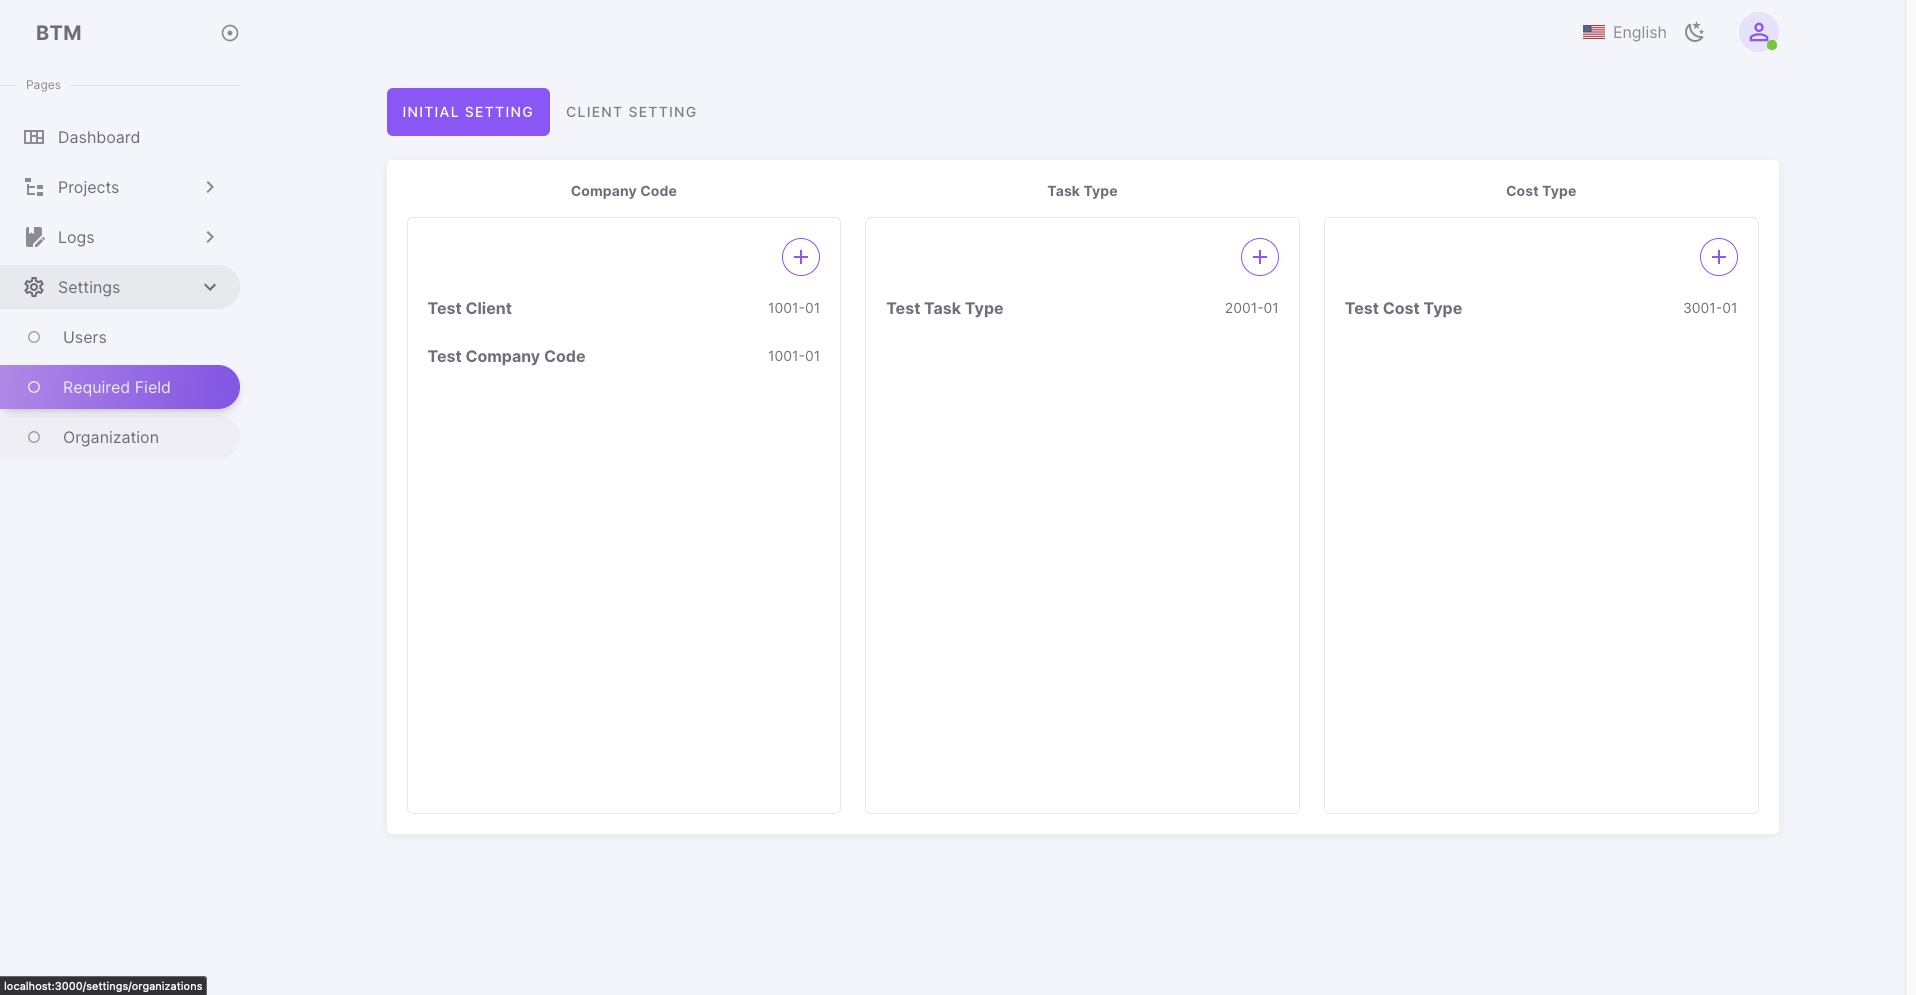 BTM
English
Pages
Dashboard
Projects
Logs
Settings
Users
Required Field
Organization
INITIAL SETTING
CLIENT SETTING
Company Code
Task Type
Cost Type
Test Client 1001-01
Test Company Code 1001-01
Test Task Type 2001-01
Test Cost Type 3001-01
localhost:3000/settings/organizations